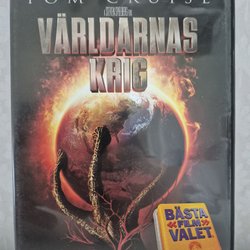 TOM CRUISE
VÄRLDARNAS
KRIG
BÄSTA
«FILM»
VALET